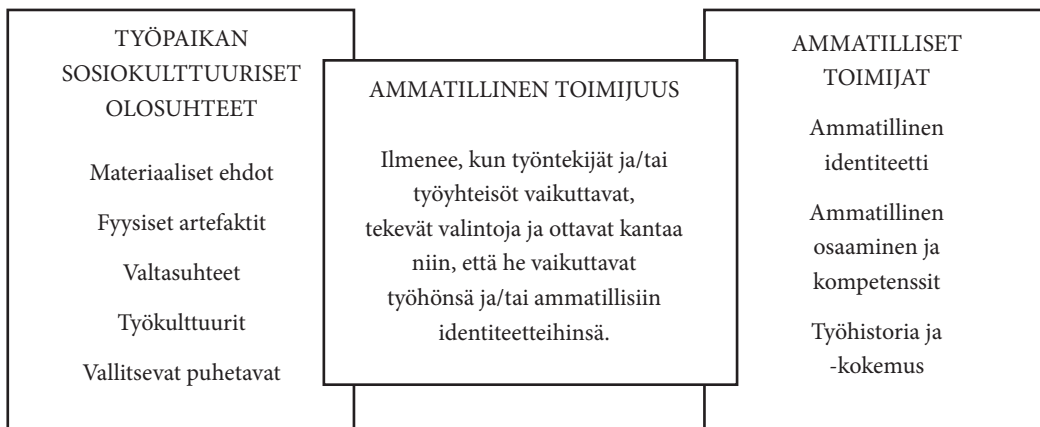 TYÖPAIKAN
SOSIOKULTTUURISET
OLOSUHTEET
Materiaaliset ehdot
Fyysiset artefaktit
Valtasuhteet
Työkulttuurit
Vallitsevat puhetavat
AMMATILLINEN TOIMIJUUS
Ilmenee, kun työntekijät ja/tai
työyhteisöt vaikuttavat,
tekevät valintoja ja ottavat kantaa
niin, että he vaikuttavat
työhönsä ja/tai ammatillisiin
identiteetteihinsä.
AMMATILLISET
TOIMIJAT
Ammatillinen
identiteetti
Ammatillinen
osaaminen ja
kompetenssit
Työhistoria ja
-kokemus